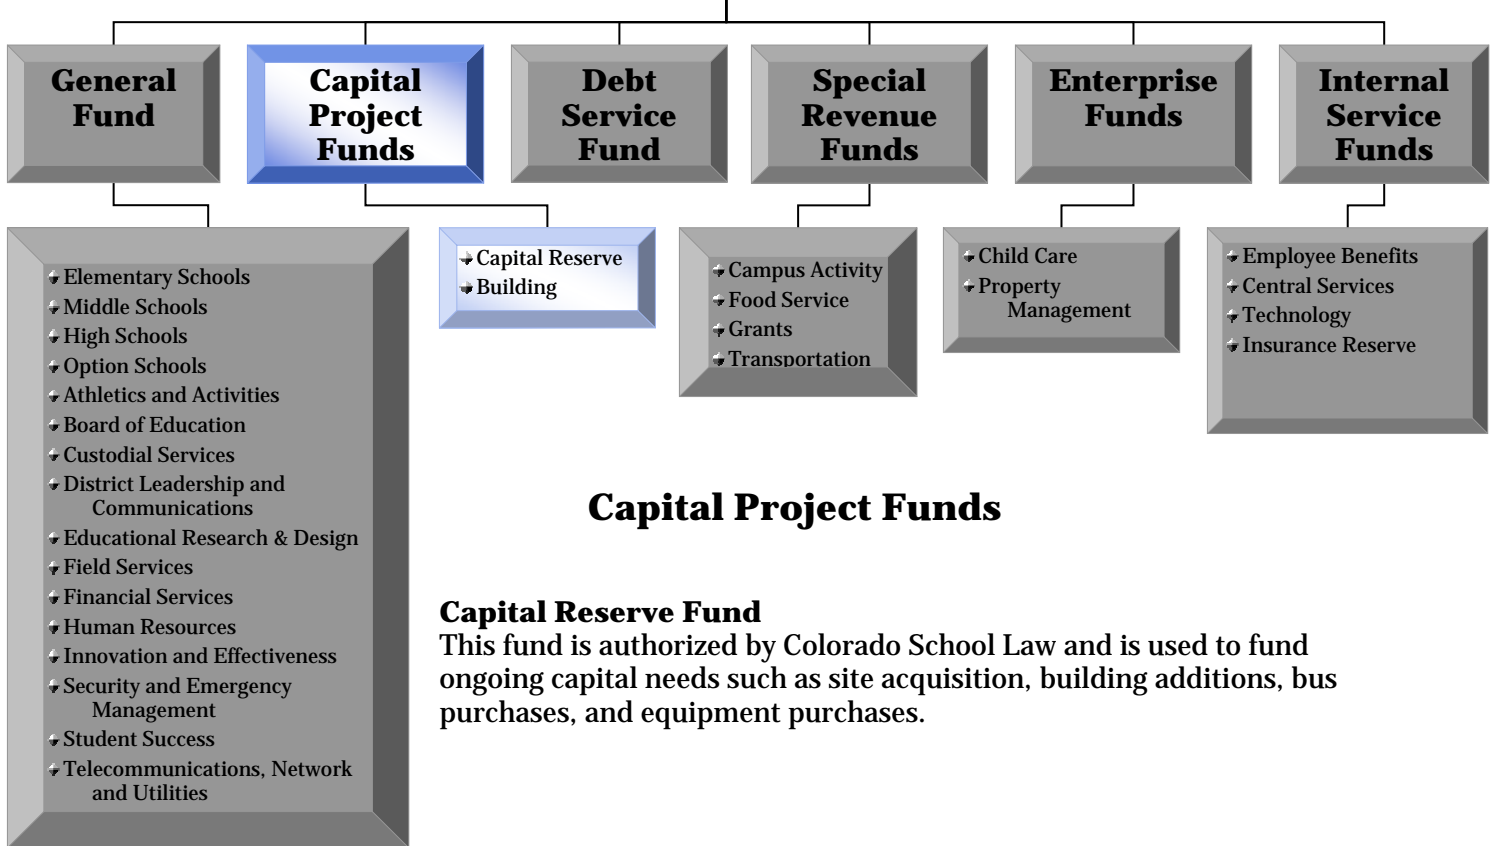 General
Fund
Capital
Project
Funds
Debt
Service
Fund
Special
Revenue
Funds
Enterprise
Funds
Internal
Service
Funds
Elementary Schools
Middle Schools
High Schools
Option Schools
Athletics and Activities
Board of Education
Custodial Services
District Leadership and
Communications
Educational Research & Design
Field Services
Financial Services
Human Resources
Innovation and Effectiveness
Security and Emergency
Management
Student Success
Telecommunications, Network
and Utilities
Capital Reserve
Building
Campus Activity
Food Service
Grants
Transportation
Child Care
Property
Management
Employee Benefits
Central Services
Technology
Insurance Reserve
Capital Project Funds
Capital Reserve Fund
This fund is authorized by Colorado School Law and is used to fund
ongoing capital needs such as site acquisition, building additions, bus
purchases, and equipment purchases.